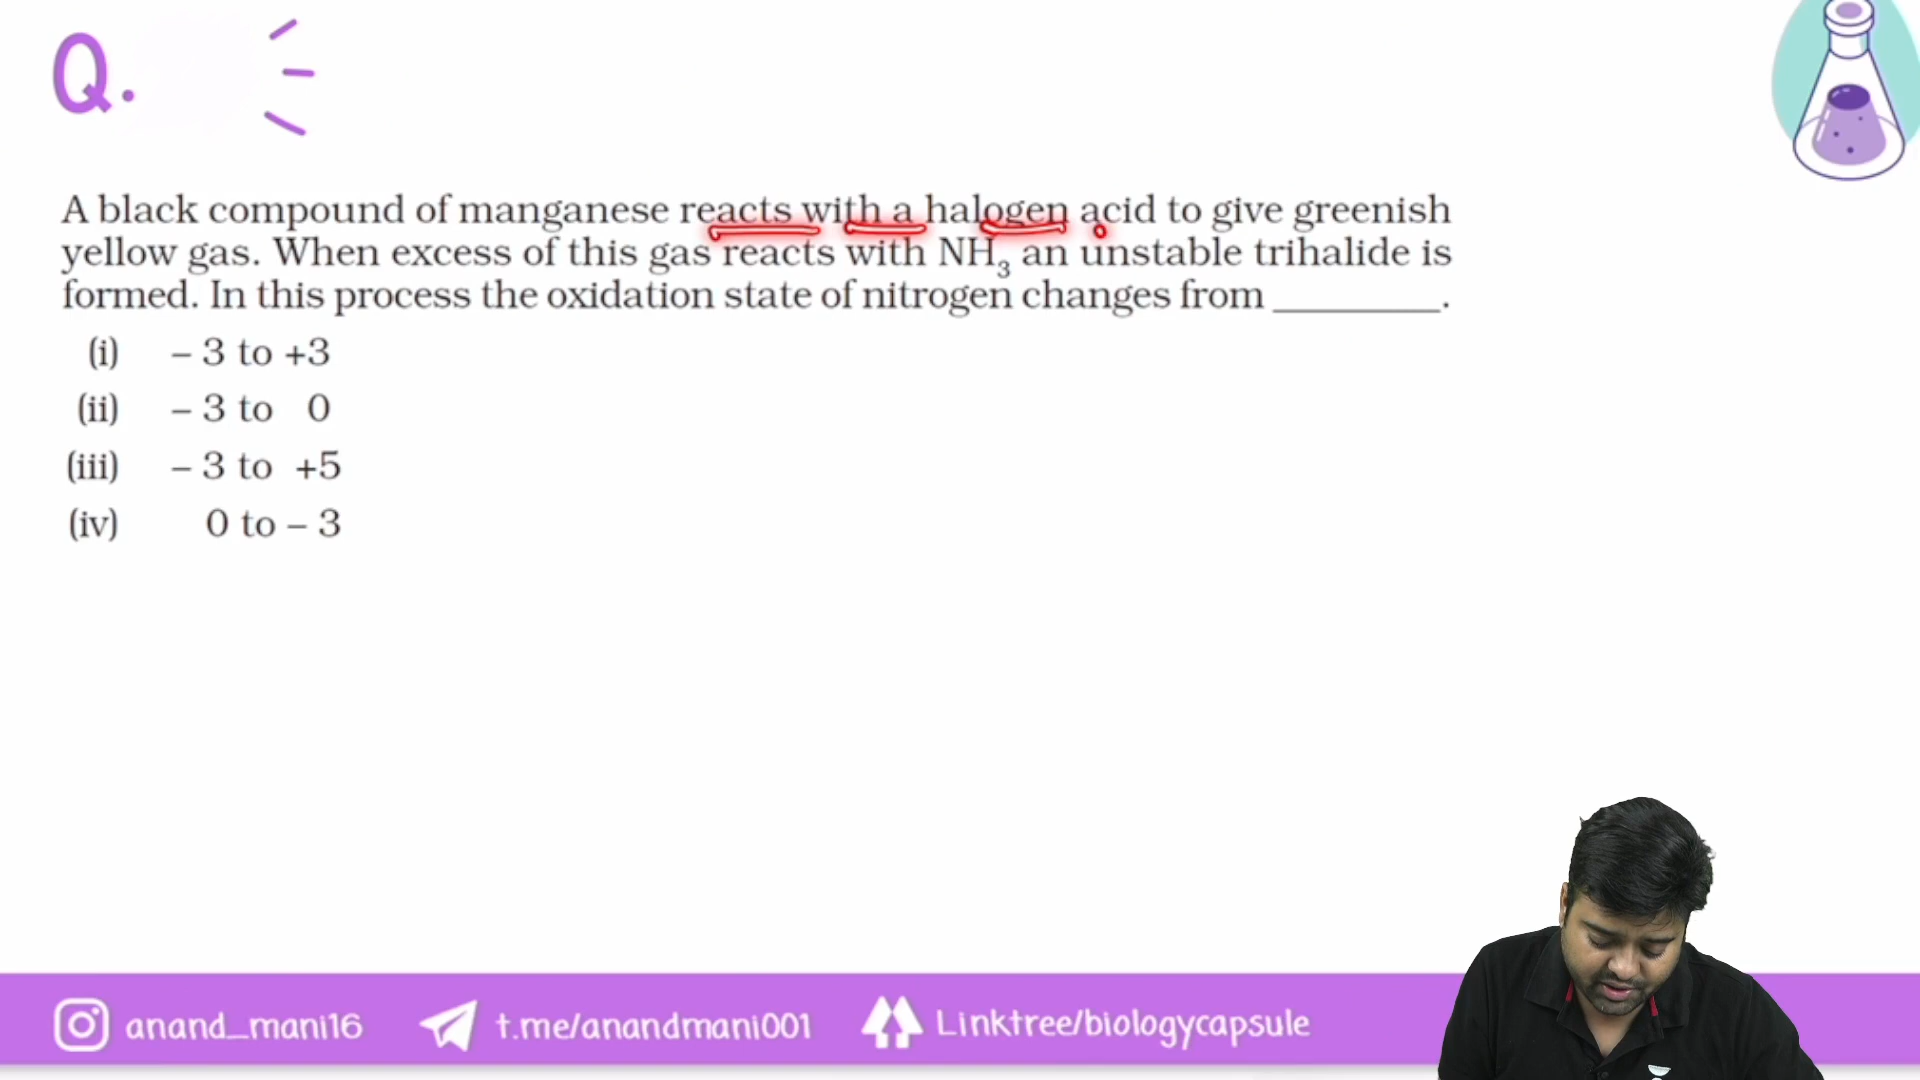 Q.
A black compound of manganese reacts with a halogen acid to give greenish
yellow gas. When excess of this gas reacts with NH₃ an unstable trihalide is
formed. In this process the oxidation state of nitrogen changes from _________.
(i) – 3 to +3
(ii) – 3 to 0
(iii) – 3 to +5
(iv) 0 to – 3
anand_mani16 t.me/anandmani001 Linktree/biologycapsule